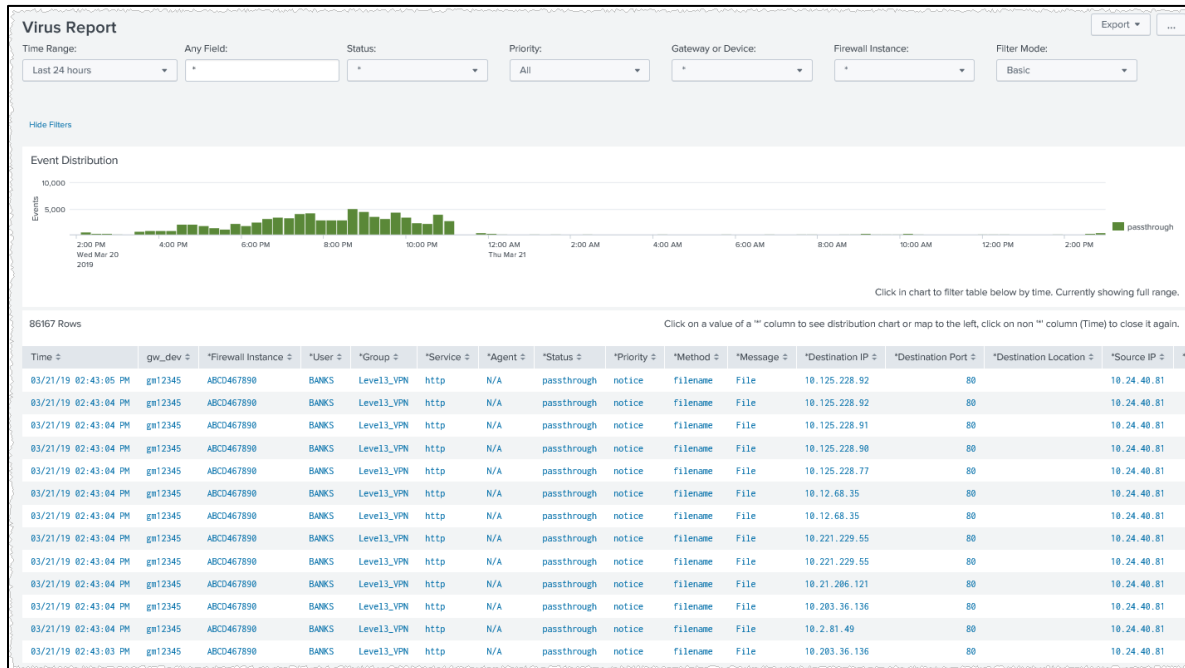 Virus Report
Export
...
Time Range: Any Field: Status: Priority: Gateway or Device: Firewall Instance: Filter Mode:
Last 24 hours * * All * * Basic
Hide Filters
Event Distribution
10,000
5,000
Events
passthrough
2:00 PM 4:00 PM 6:00 PM 8:00 PM 10:00 PM 12:00 AM 2:00 AM 4:00 AM 6:00 AM 8:00 AM 10:00 AM 12:00 PM 2:00 PM
Wed Mar 20 Thu Mar 21
2019
Click in chart to filter table below by time. Currently showing full range.
86167 Rows Click on a value of a "*" column to see distribution chart or map to the left, click on non "*" column (Time) to close it again.
Time gw_dev *Firewall Instance *User *Group *Service *Agent *Status *Priority *Method *Message *Destination IP *Destination Port *Destination Location *Source IP *
03/21/19 02:43:05 PM gm12345 ABCD467890 BANKS Level3_VPN http N/A passthrough notice filename File 10.125.228.92 80 10.24.40.81
03/21/19 02:43:04 PM gm12345 ABCD467890 BANKS Level3_VPN http N/A passthrough notice filename File 10.125.228.92 80 10.24.40.81
03/21/19 02:43:04 PM gm12345 ABCD467890 BANKS Level3_VPN http N/A passthrough notice filename File 10.125.228.91 80 10.24.40.81
03/21/19 02:43:04 PM gm12345 ABCD467890 BANKS Level3_VPN http N/A passthrough notice filename File 10.125.228.90 80 10.24.40.81
03/21/19 02:43:04 PM gm12345 ABCD467890 BANKS Level3_VPN http N/A passthrough notice filename File 10.125.228.77 80 10.24.40.81
03/21/19 02:43:04 PM gm12345 ABCD467890 BANKS Level3_VPN http N/A passthrough notice filename File 10.12.68.35 80 10.24.40.81
03/21/19 02:43:04 PM gm12345 ABCD467890 BANKS Level3_VPN http N/A passthrough notice filename File 10.12.68.35 80 10.24.40.81
03/21/19 02:43:04 PM gm12345 ABCD467890 BANKS Level3_VPN http N/A passthrough notice filename File 10.221.229.55 80 10.24.40.81
03/21/19 02:43:04 PM gm12345 ABCD467890 BANKS Level3_VPN http N/A passthrough notice filename File 10.221.229.55 80 10.24.40.81
03/21/19 02:43:04 PM gm12345 ABCD467890 BANKS Level3_VPN http N/A passthrough notice filename File 10.21.206.121 80 10.24.40.81
03/21/19 02:43:04 PM gm12345 ABCD467890 BANKS Level3_VPN http N/A passthrough notice filename File 10.203.36.136 80 10.24.40.81
03/21/19 02:43:04 PM gm12345 ABCD467890 BANKS Level3_VPN http N/A passthrough notice filename File 10.2.81.49 80 10.24.40.81
03/21/19 02:43:03 PM gm12345 ABCD467890 BANKS Level3_VPN http N/A passthrough notice filename File 10.203.36.136 80 10.24.40.81